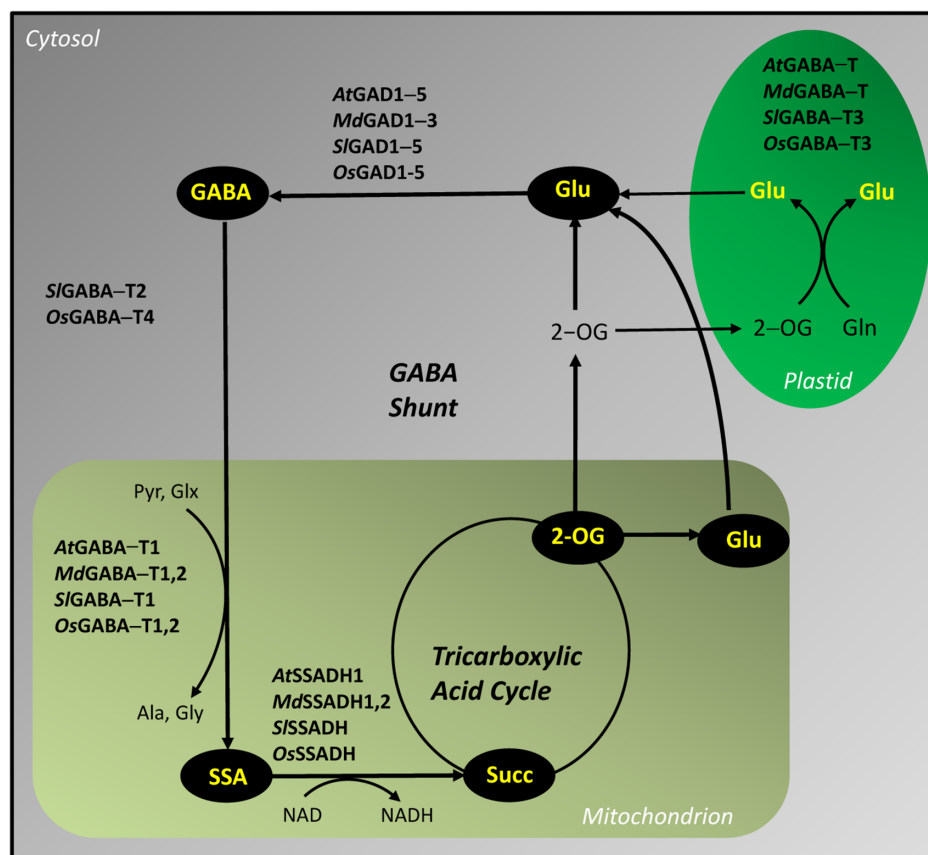 Cytosol
AtGAD1–5
MdGAD1–3
SlGAD1–5
OsGAD1-5
AtGABA–T
MdGABA–T
SlGABA–T3
OsGABA–T3
GABA
Glu
Glu
Glu
SlGABA–T2
OsGABA–T4
2–OG
2–OG
Gln
Plastid
GABA
Shunt
Pyr, Glx
AtGABA–T1
MdGABA–T1,2
SlGABA–T1
OsGABA–T1,2
Ala, Gly
2-OG
Glu
Tricarboxylic
Acid Cycle
AtSSADH1
MdSSADH1,2
SlSSADH
OsSSADH
SSA
Succ
NAD
NADH
Mitochondrion